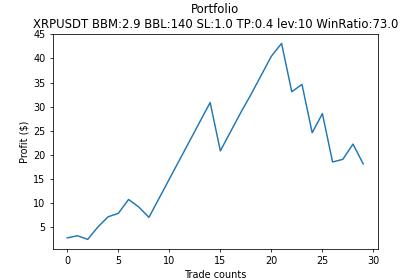 Portfolio
XRPUSDT BBM:2.9 BBL:140 SL:1.0 TP:0.4 lev:10 WinRatio:73.0
45
40
35
30
25
20
15
10
5
Profit ($)
0 5 10 15 20 25 30
Trade counts